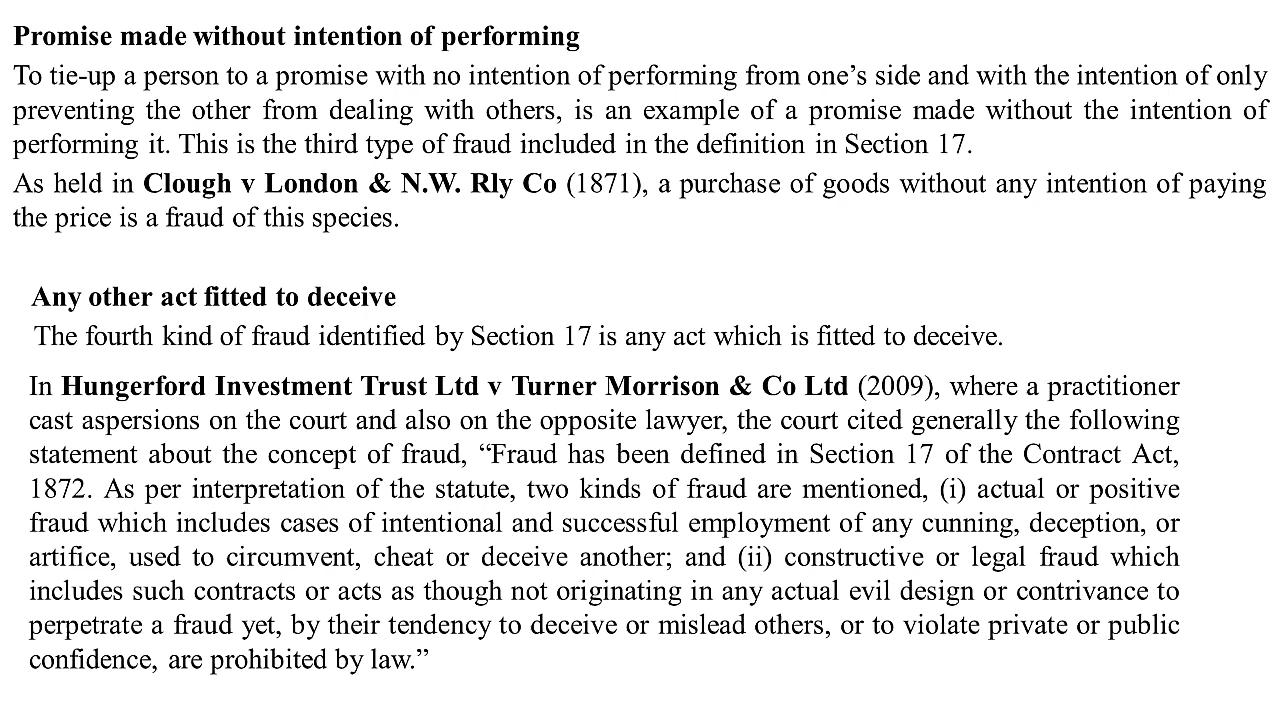 Promise made without intention of performing
To tie-up a person to a promise with no intention of performing from one’s side and with the intention of only
preventing the other from dealing with others, is an example of a promise made without the intention of
performing it. This is the third type of fraud included in the definition in Section 17.
As held in Clough v London & N.W. Rly Co (1871), a purchase of goods without any intention of paying
the price is a fraud of this species.
Any other act fitted to deceive
The fourth kind of fraud identified by Section 17 is any act which is fitted to deceive.
In Hungerford Investment Trust Ltd v Turner Morrison & Co Ltd (2009), where a practitioner
cast aspersions on the court and also on the opposite lawyer, the court cited generally the following
statement about the concept of fraud, “Fraud has been defined in Section 17 of the Contract Act,
1872. As per interpretation of the statute, two kinds of fraud are mentioned, (i) actual or positive
fraud which includes cases of intentional and successful employment of any cunning, deception, or
artifice, used to circumvent, cheat or deceive another; and (ii) constructive or legal fraud which
includes such contracts or acts as though not originating in any actual evil design or contrivance to
perpetrate a fraud yet, by their tendency to deceive or mislead others, or to violate private or public
confidence, are prohibited by law.”